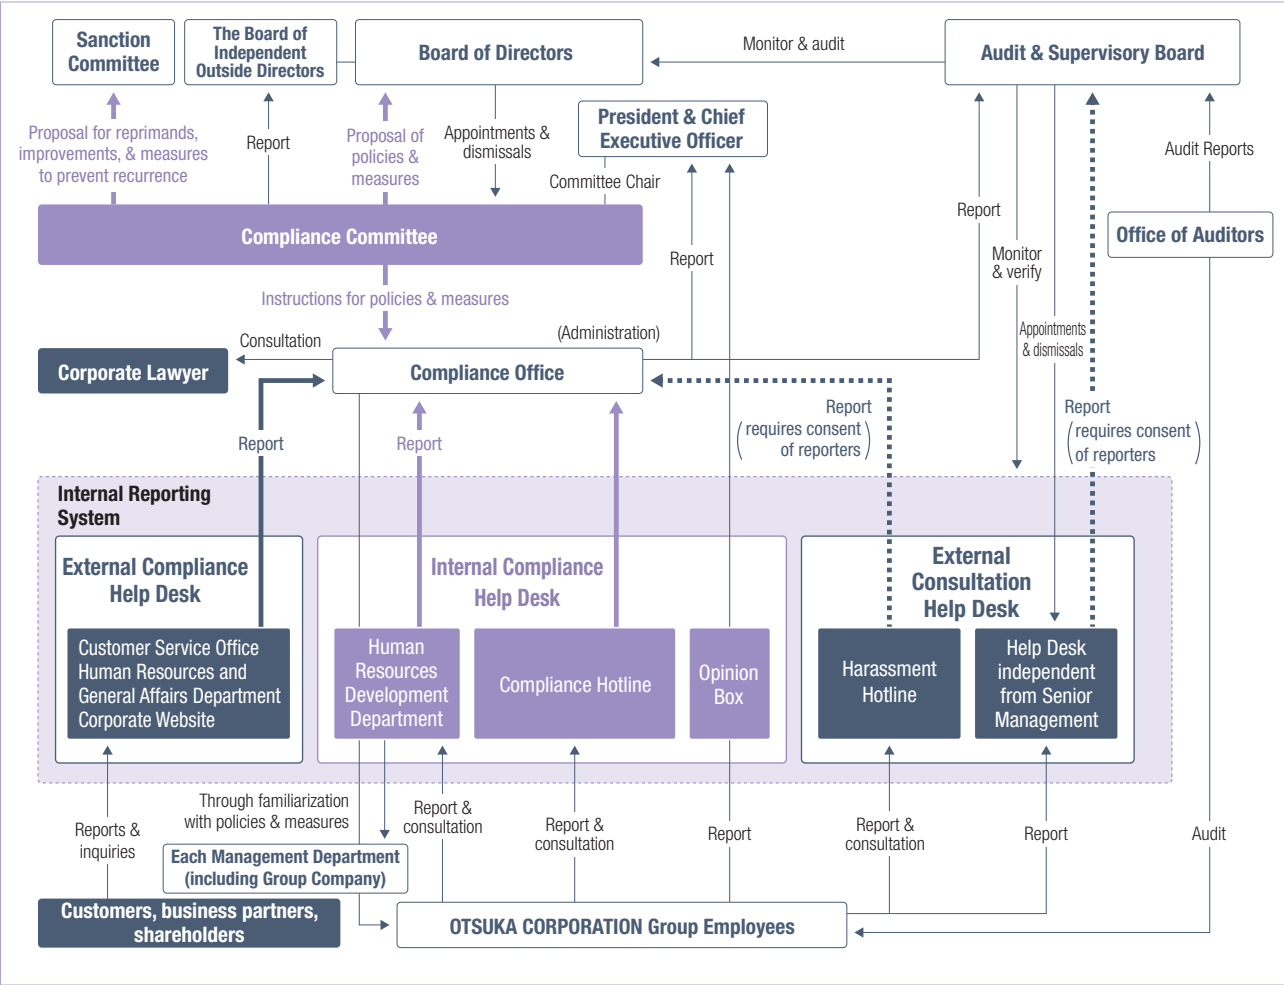 Sanction
Committee
The Board of
Independent
Outside Directors
Board of Directors
Monitor & audit
Audit & Supervisory Board
President & Chief
Executive Officer
Proposal for reprimands,
improvements, & measures
to prevent recurrence
Report
Proposal of
policies &
measures
Appointments &
dismissals
Committee Chair
Audit Reports
Compliance Committee
Report
Report
Office of Auditors
Monitor
& verify
Instructions for policies & measures
Appointments
& dismissals
Consultation
(Administration)
Corporate Lawyer
Compliance Office
Report
Report
Report
(requires consent
of reporters)
Report
(requires consent
of reporters)
Internal Reporting
System
External Compliance
Help Desk
Internal Compliance
Help Desk
External
Consultation
Help Desk
Customer Service Office
Human Resources and
General Affairs Department
Corporate Website
Human
Resources
Development
Department
Compliance Hotline
Opinion
Box
Harassment
Hotline
Help Desk
independent
from Senior
Management
Reports &
inquiries
Through familiarization
with policies & measures
Report &
consultation
Report &
consultation
Report
Report &
consultation
Report
Audit
Each Management Department
(including Group Company)
Customers, business partners,
shareholders
OTSUKA CORPORATION Group Employees